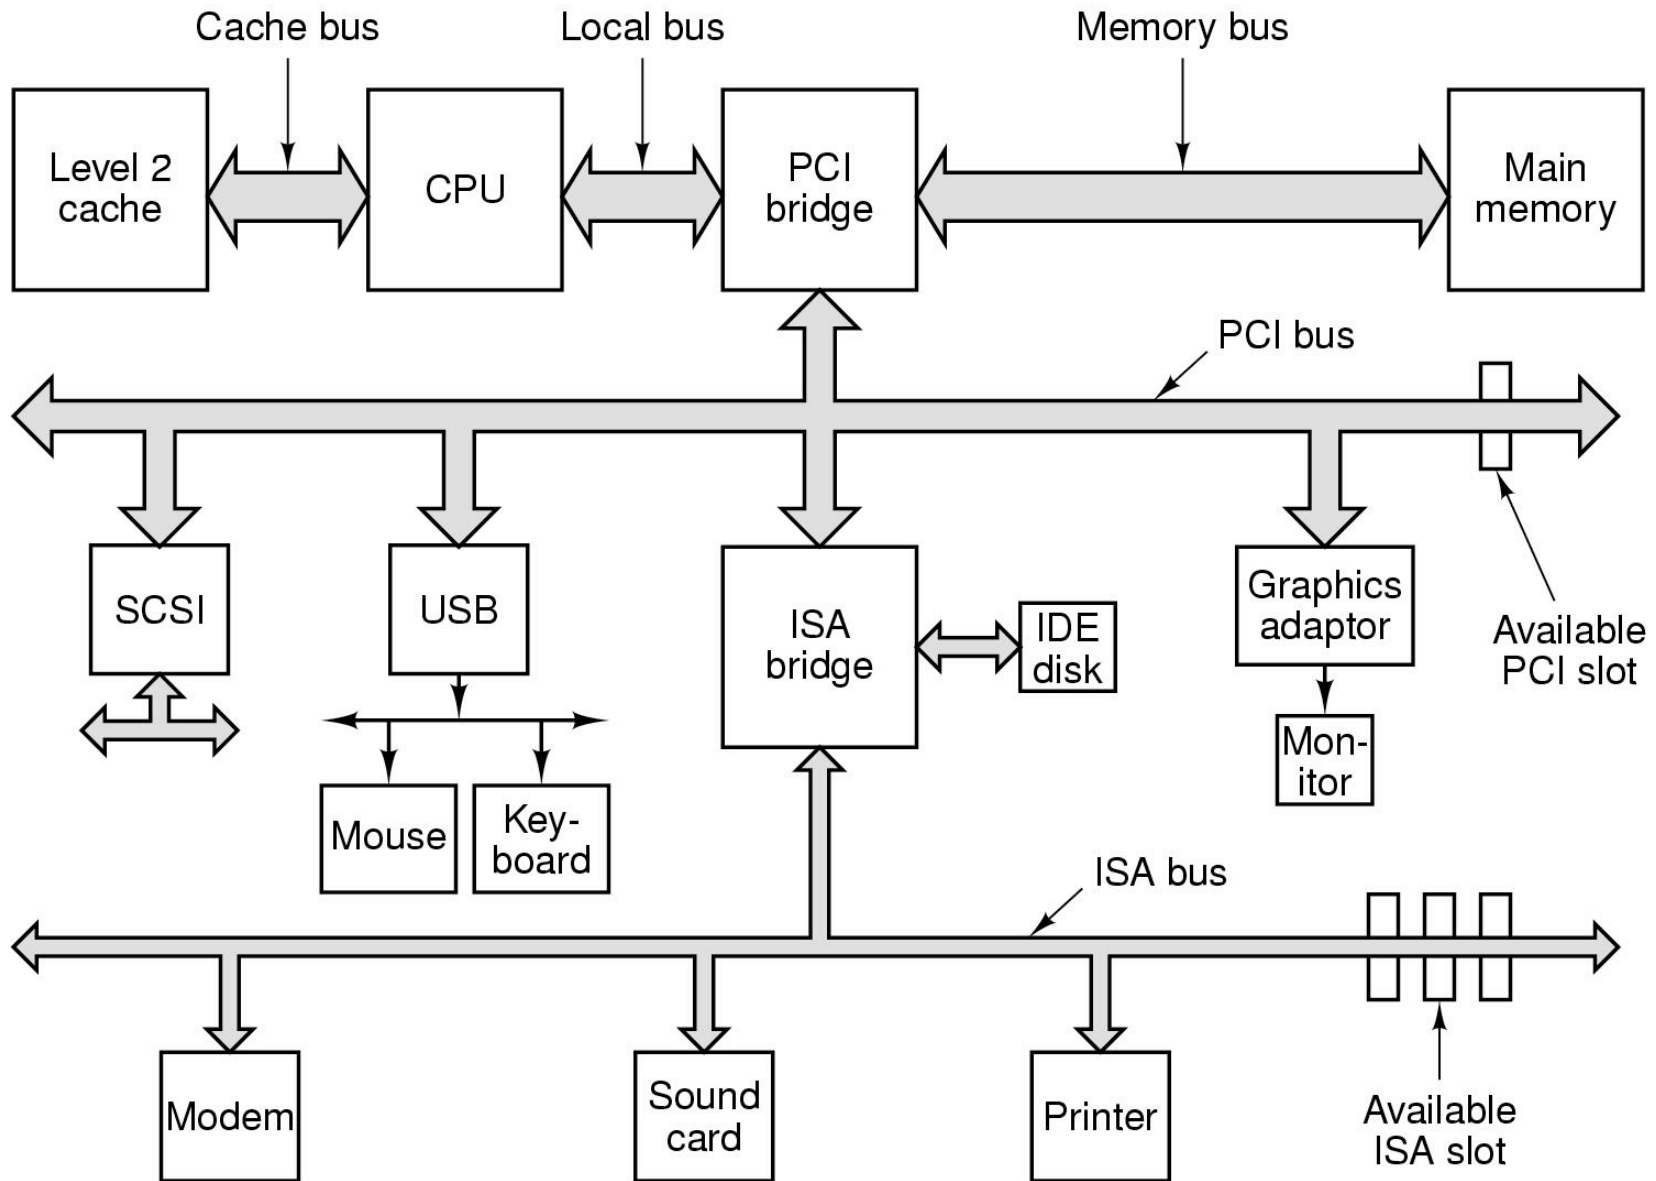 Cache bus
Local bus
Memory bus
Level 2
cache
CPU
PCI
bridge
Main
memory
PCI bus
SCSI
USB
ISA
bridge
IDE
disk
Graphics
adaptor
Available
PCI slot
Mon-
itor
Mouse
Key-
board
ISA bus
Modem
Sound
card
Printer
Available
ISA slot